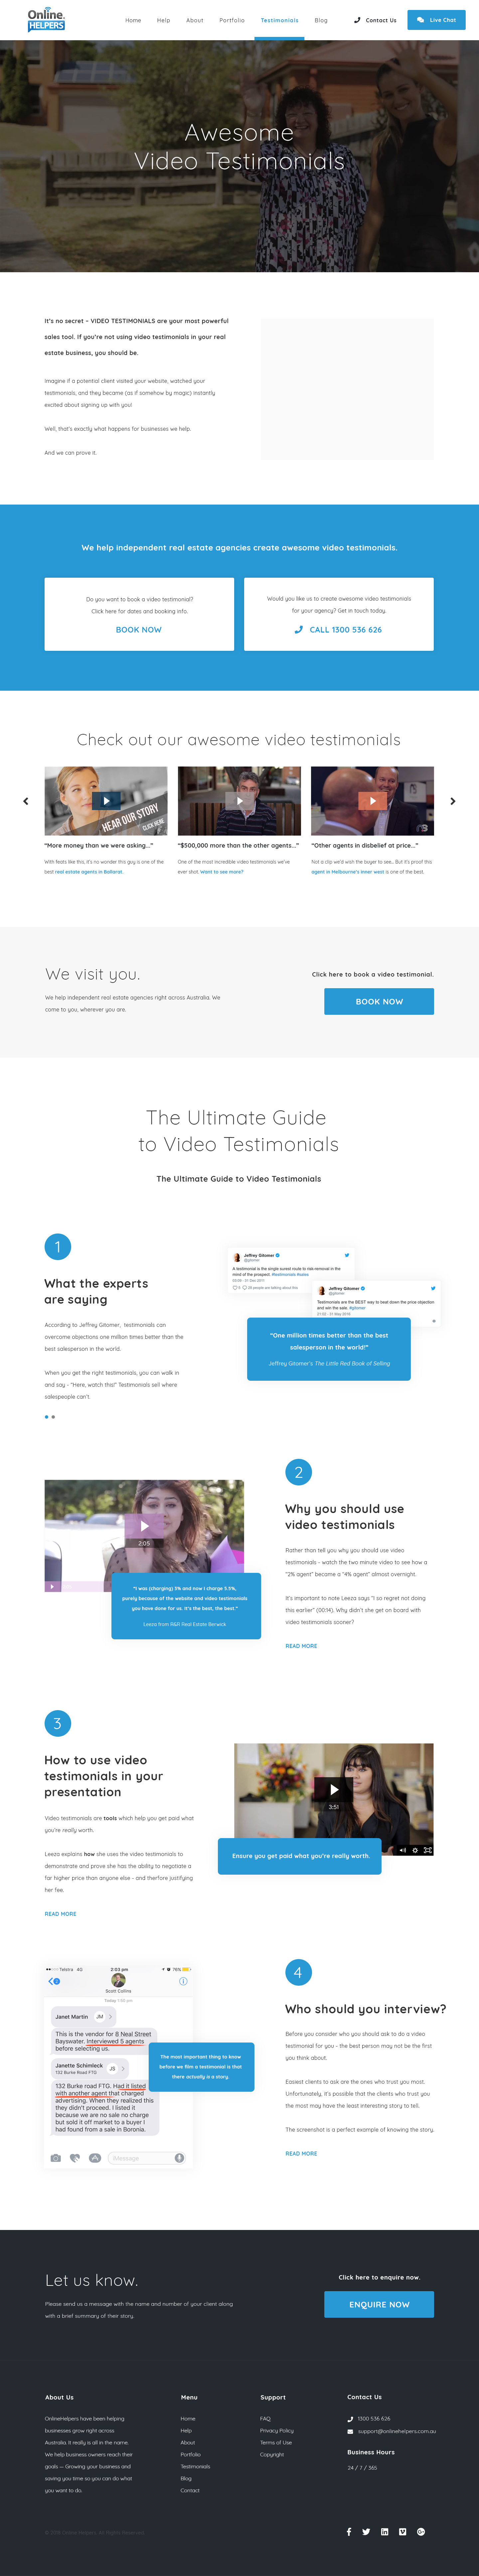 Online
HELPERS
Home Help About Portfolio Testimonials Blog Contact Us Live Chat
Awesome
Video Testimonials
It's no secret – VIDEO TESTIMONIALS are your most powerful
sales tool. If you're not using video testimonials in your real
estate business, you should be.
Imagine if a potential client visited your website, watched your
testimonials, and they became (as if somehow by magic) instantly
excited about signing up with you!
Well, that's exactly what happens for businesses we help.
And we can prove it.
We help independent real estate agencies create awesome video testimonials.
Do you want to book a video testimonial?
Click here for dates and booking info.
BOOK NOW
Would you like us to create awesome video testimonials
for your agency? Get in touch today.
CALL 1300 536 626
Check out our awesome video testimonials
HEAR OUR STORY
CLICK HERE
"More money than we were asking..."
With feats like this, it's no wonder this guy is one of the
best real estate agents in Ballarat.
"$500,000 more than the other agents..."
One of the most incredible video testimonials we've
ever shot. Want to see more?
"Other agents in disbelief at price..."
Not a clip we'd wish the buyer to see... But it's proof this
agent in Melbourne's inner west is one of the best.
We visit you.
We help independent real estate agencies right across Australia. We
come to you, wherever you are.
Click here to book a video testimonial.
BOOK NOW
The Ultimate Guide
to Video Testimonials
The Ultimate Guide to Video Testimonials
1
What the experts
are saying
According to Jeffrey Gitomer, testimonials can
overcome objections one million times better than the
best salesperson in the world.
When you get the right testimonials, you can walk in
and say - "Here, watch this!" Testimonials sell where
salespeople can't.
Jeffrey Gitomer
@gitomer
A testimonial is the single surest route to risk-removal in the
mind of the prospect. #testimonials #sales
Jeffrey Gitomer
@gitomer
Testimonials are the BEST way to beat down the price objection
and win the sale. #gitomer
"One million times better than the best
salesperson in the world!"
Jeffrey Gitomer's The Little Red Book of Selling
2:05
"I was (charging) 3% and now I charge 5.5%,
purely because of the website and video testimonials
you have done for us. It's the best, the best."
Leeza from R&R Real Estate Berwick
2
Why you should use
video testimonials
Rather than tell you why you should use video
testimonials - watch the two minute video to see how a
"2% agent" became a "4% agent" almost overnight.
It's important to note Leeza says "I so regret not doing
this earlier" (00:14). Why didn't she get on board with
video testimonials sooner?
READ MORE
3
How to use video
testimonials in your
presentation
Video testimonials are tools which help you get paid what
you're really worth.
Leeza explains how she uses the video testimonials to
demonstrate and prove she has the ability to negotiate a
far higher price than anyone else - and therfore justifying
her fee.
READ MORE
3:51
Ensure you get paid what you're really worth.
Telstra 4G 2:03 pm 76%
2
Scott Collins
Janet Martin JM
This is the vendor for 8 Neal Street
Bayswater. Interviewed 5 agents
before selecting us.
Janette Schimleck JS
132 Burke Road FTG
132 Burke road FTG. Had it listed
with another agent that charged
advertising. When they realized this
they didn't proceed. I listed it
because we are no sale no charge
but sold it off market to a buyer I
had found from a sale in Boronia.
iMessage
The most important thing to know
before we film a testimonial is that
there actually is a story.
4
Who should you interview?
Before you consider who you should ask to do a video
testimonial for you - the best person may not be the first
you think about.
Easiest clients to ask are the ones who trust you most.
Unfortunately, it's possible that the clients who trust you
the most may have the least interesting story to tell.
The screenshot is a perfect example of knowing the story.
READ MORE
Let us know.
Please send us a message with the name and number of your client along
with a brief summary of their story.
Click here to enquire now.
ENQUIRE NOW
About Us
OnlineHelpers have been helping
businesses grow right across
Australia. It really is all in the name.
We help business owners reach their
goals — Growing your business and
saving you time so you can do what
you want to do.
Menu
Home
Help
About
Portfolio
Testimonials
Blog
Contact
Support
FAQ
Privacy Policy
Terms of Use
Copyright
Contact Us
1300 536 626
support@onlinehelpers.com.au
Business Hours
24 / 7 / 365